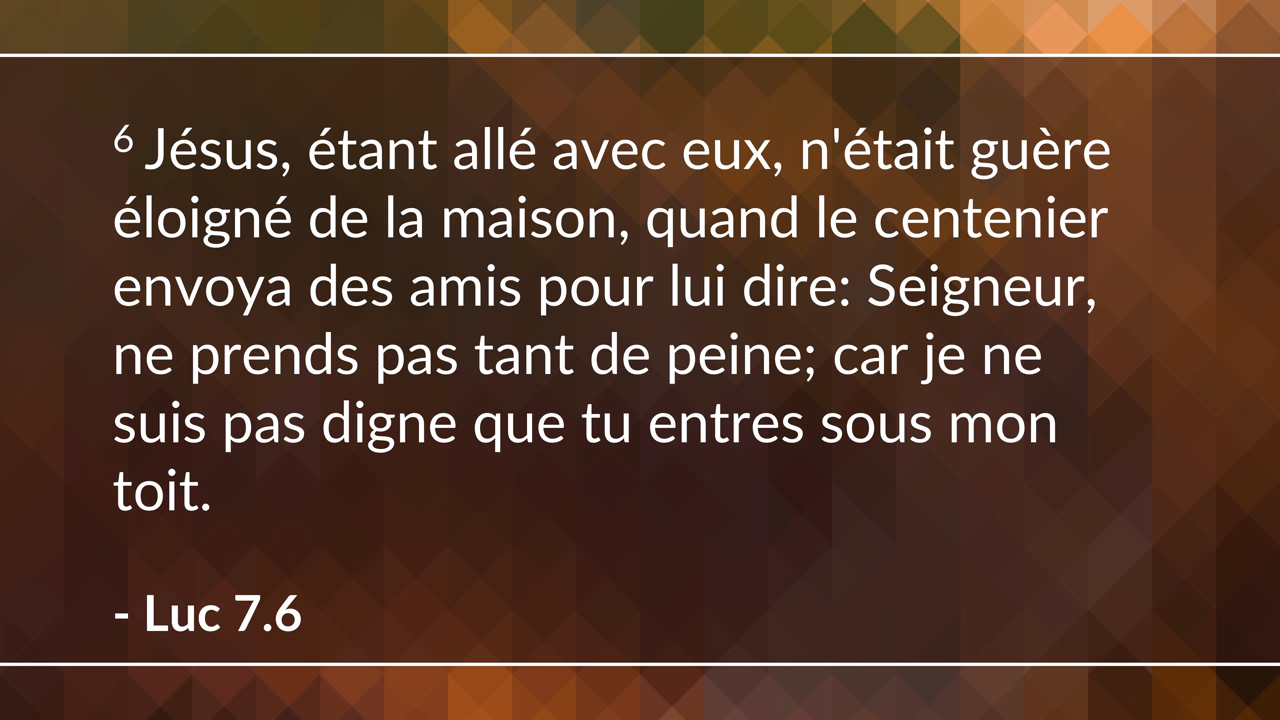 6 Jésus, étant allé avec eux, n'était guère
éloigné de la maison, quand le centenier
envoya des amis pour lui dire: Seigneur,
ne prends pas tant de peine; car je ne
suis pas digne que tu entres sous mon
toit.
- Luc 7.6